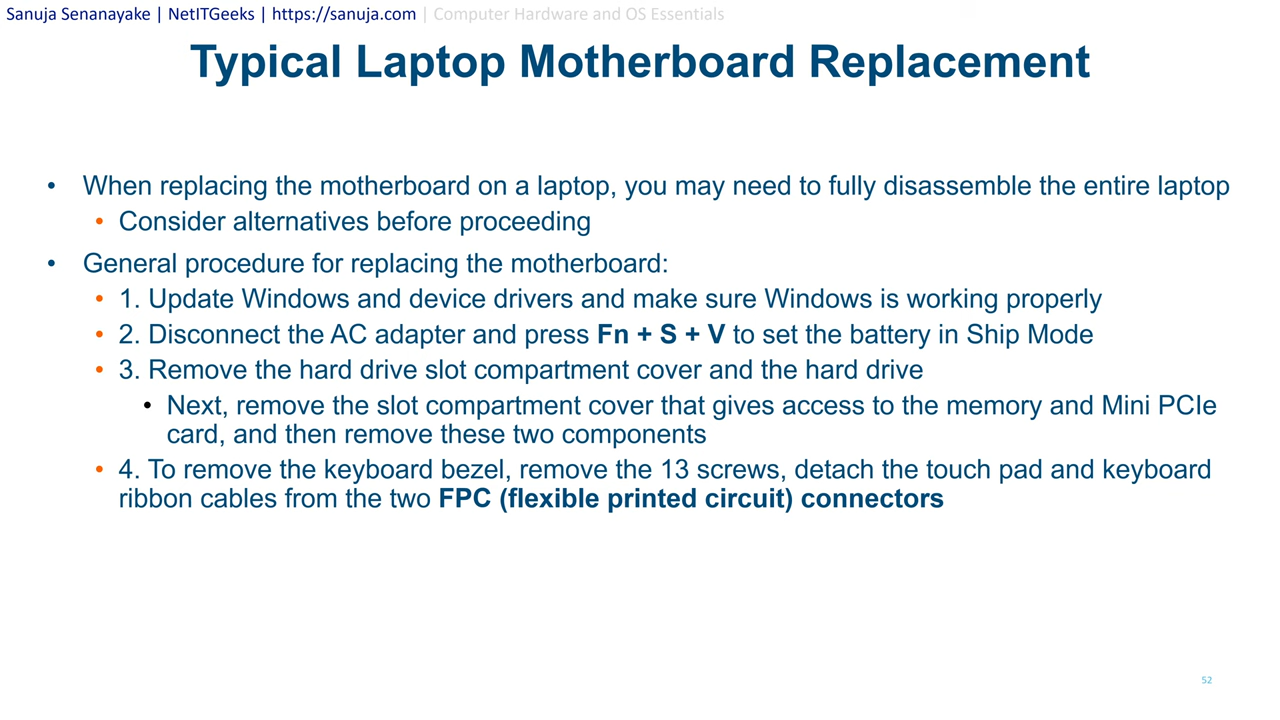 Sanuja Senanayake | NetITGeeks | https://sanuja.com | Computer Hardware and OS Essentials
Typical Laptop Motherboard Replacement
• When replacing the motherboard on a laptop, you may need to fully disassemble the entire laptop
• Consider alternatives before proceeding
• General procedure for replacing the motherboard:
• 1. Update Windows and device drivers and make sure Windows is working properly
• 2. Disconnect the AC adapter and press Fn + S + V to set the battery in Ship Mode
• 3. Remove the hard drive slot compartment cover and the hard drive
• Next, remove the slot compartment cover that gives access to the memory and Mini PCIe
card, and then remove these two components
• 4. To remove the keyboard bezel, remove the 13 screws, detach the touch pad and keyboard
ribbon cables from the two FPC (flexible printed circuit) connectors
52